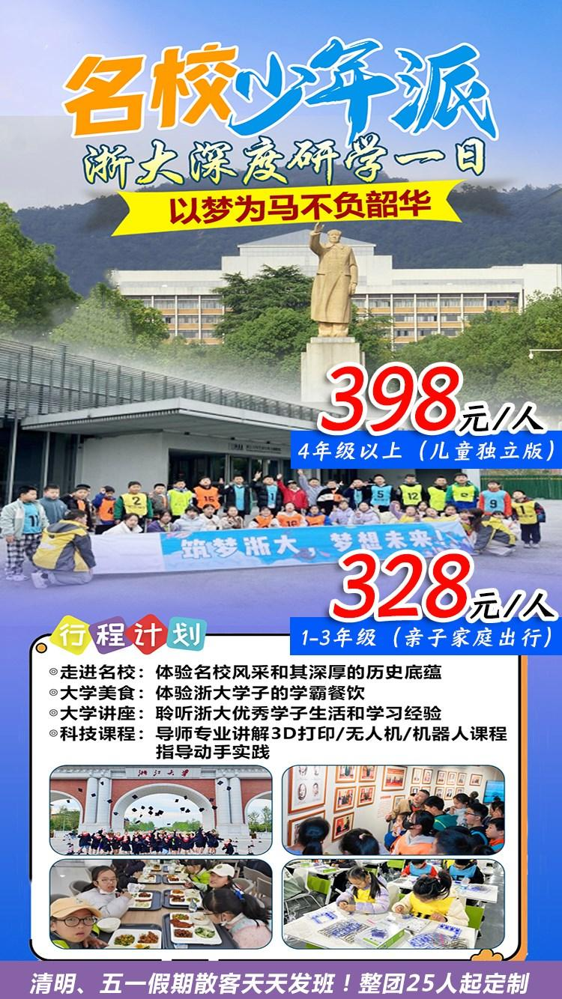 名校少年派
浙大深度研学一日
以梦为马不负韶华
398元/人
4年级以上（儿童独立版）
筑梦浙大，梦想未来！
328元/人
1-3年级（亲子家庭出行）
行程计划
◎走进名校：体验名校风采和其深厚的历史底蕴
◎大学美食：体验浙大学子的学霸餐饮
◎大学讲座：聆听浙大优秀学子生活和学习经验
◎科技课程：导师专业讲解3D打印/无人机/机器人课程
指导动手实践
浙江大学
清明、五一假期散客天天发班！整团25人起定制